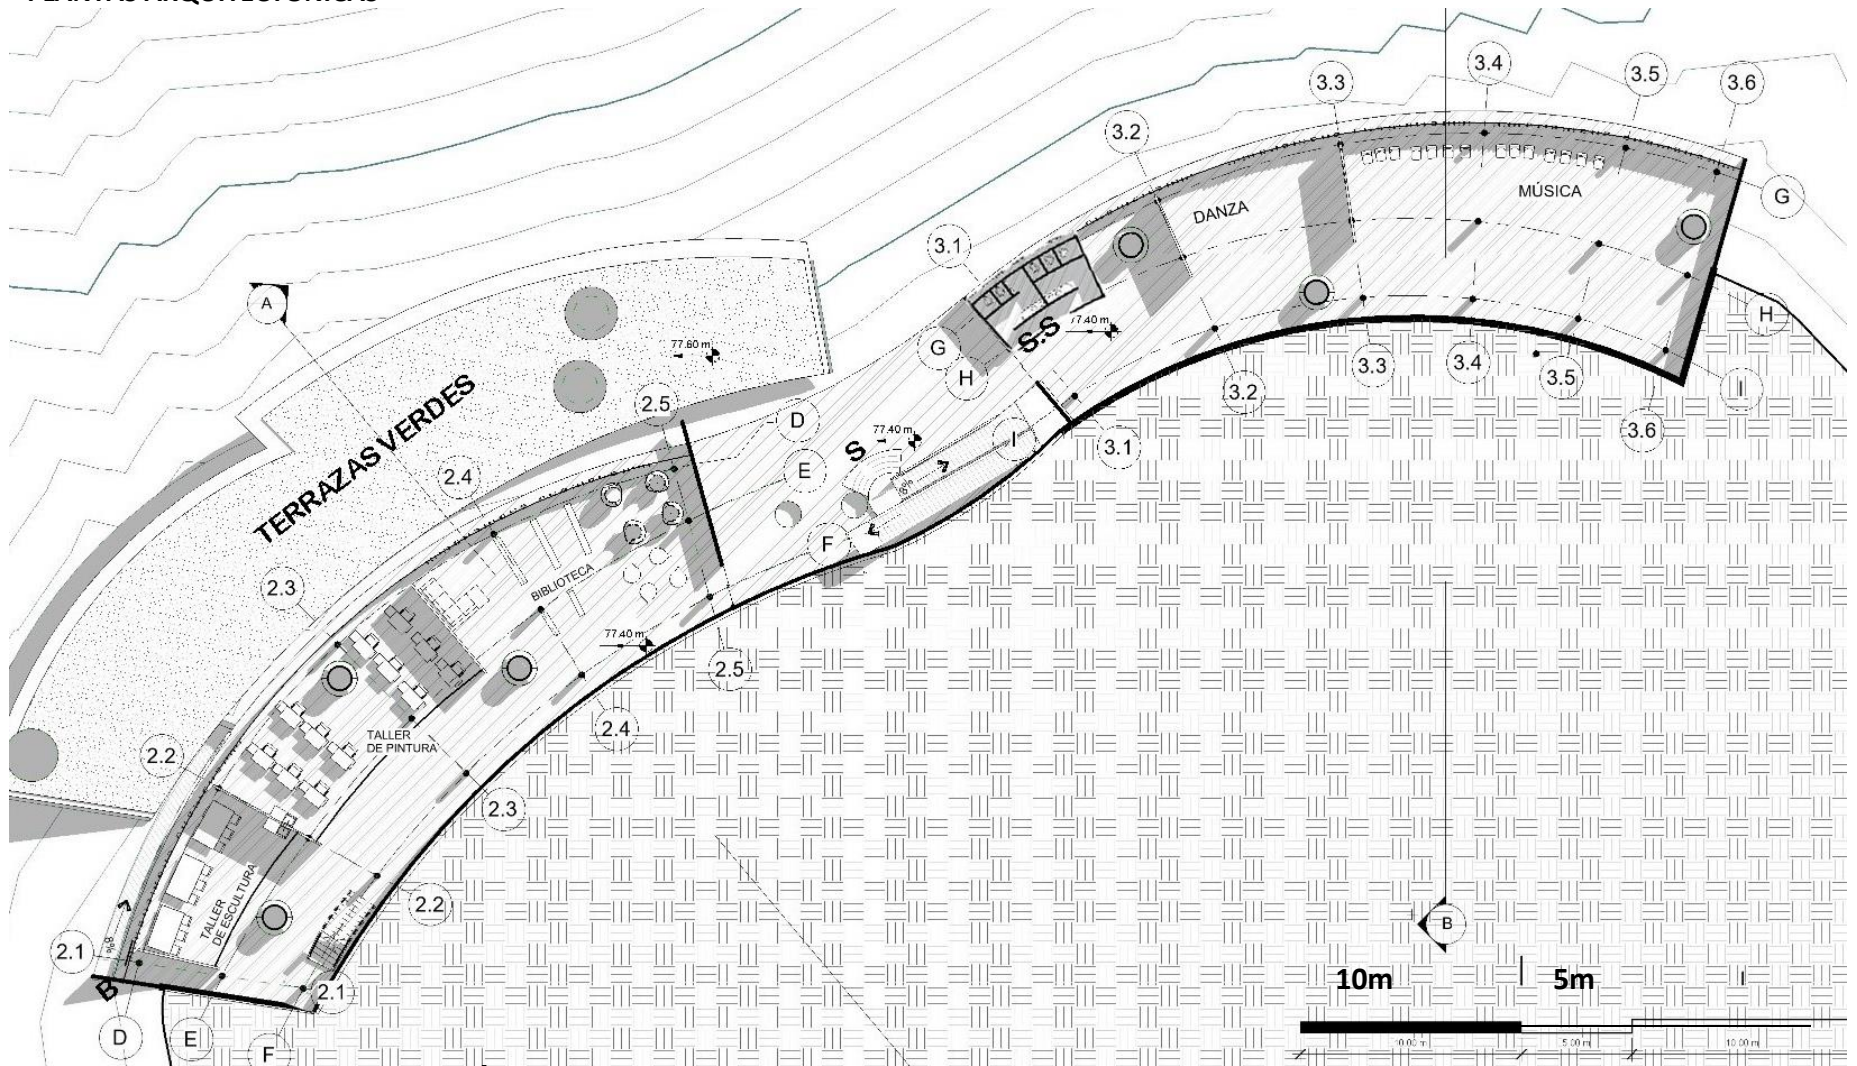 PLANTAS ARQUITECTÓNICAS
3.4
3.3
3.5
3.6
3.2
MÚSICA
G
DANZA
3.1
A
H
77.40 m
S.S
77.60 m
G
3.3
3.4
3.5
I
H
3.2
TERRAZAS VERDES
2.5
D
3.6
77.40 m
I
3.1
S
2.4
E
8%
F
BIBLIOTECA
2.3
77.40 m
2.5
2.4
TALLER
DE PINTURA
2.2
2.3
TALLER
DE ESCULTURA
2.2
B
8%
2.1
10m
5m
B
2.1
D
E
F
10.00 m
5.00 m
10.00 m